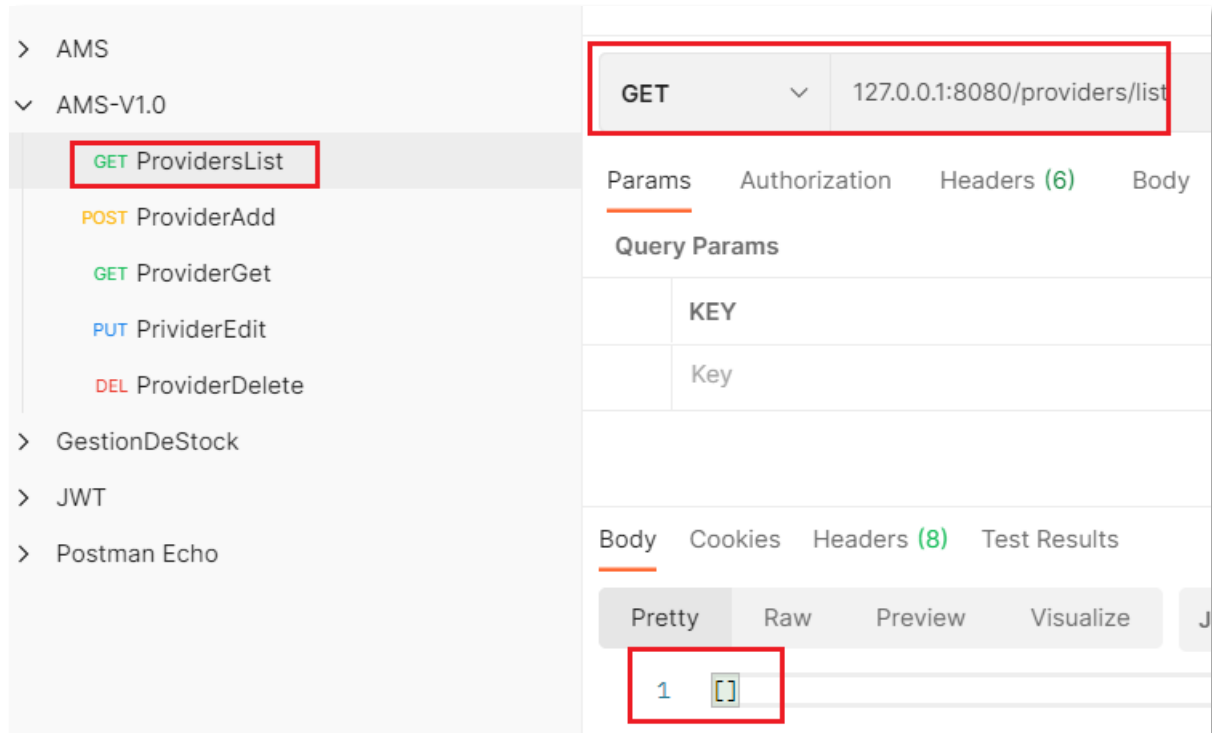 AMS
AMS-V1.0
GET ProvidersList
POST ProviderAdd
GET ProviderGet
PUT PrividerEdit
DEL ProviderDelete
GestionDeStock
JWT
Postman Echo
GET 127.0.0.1:8080/providers/list
Params Authorization Headers (6) Body
Query Params
KEY
Key
Body Cookies Headers (8) Test Results
Pretty Raw Preview Visualize J
1 []